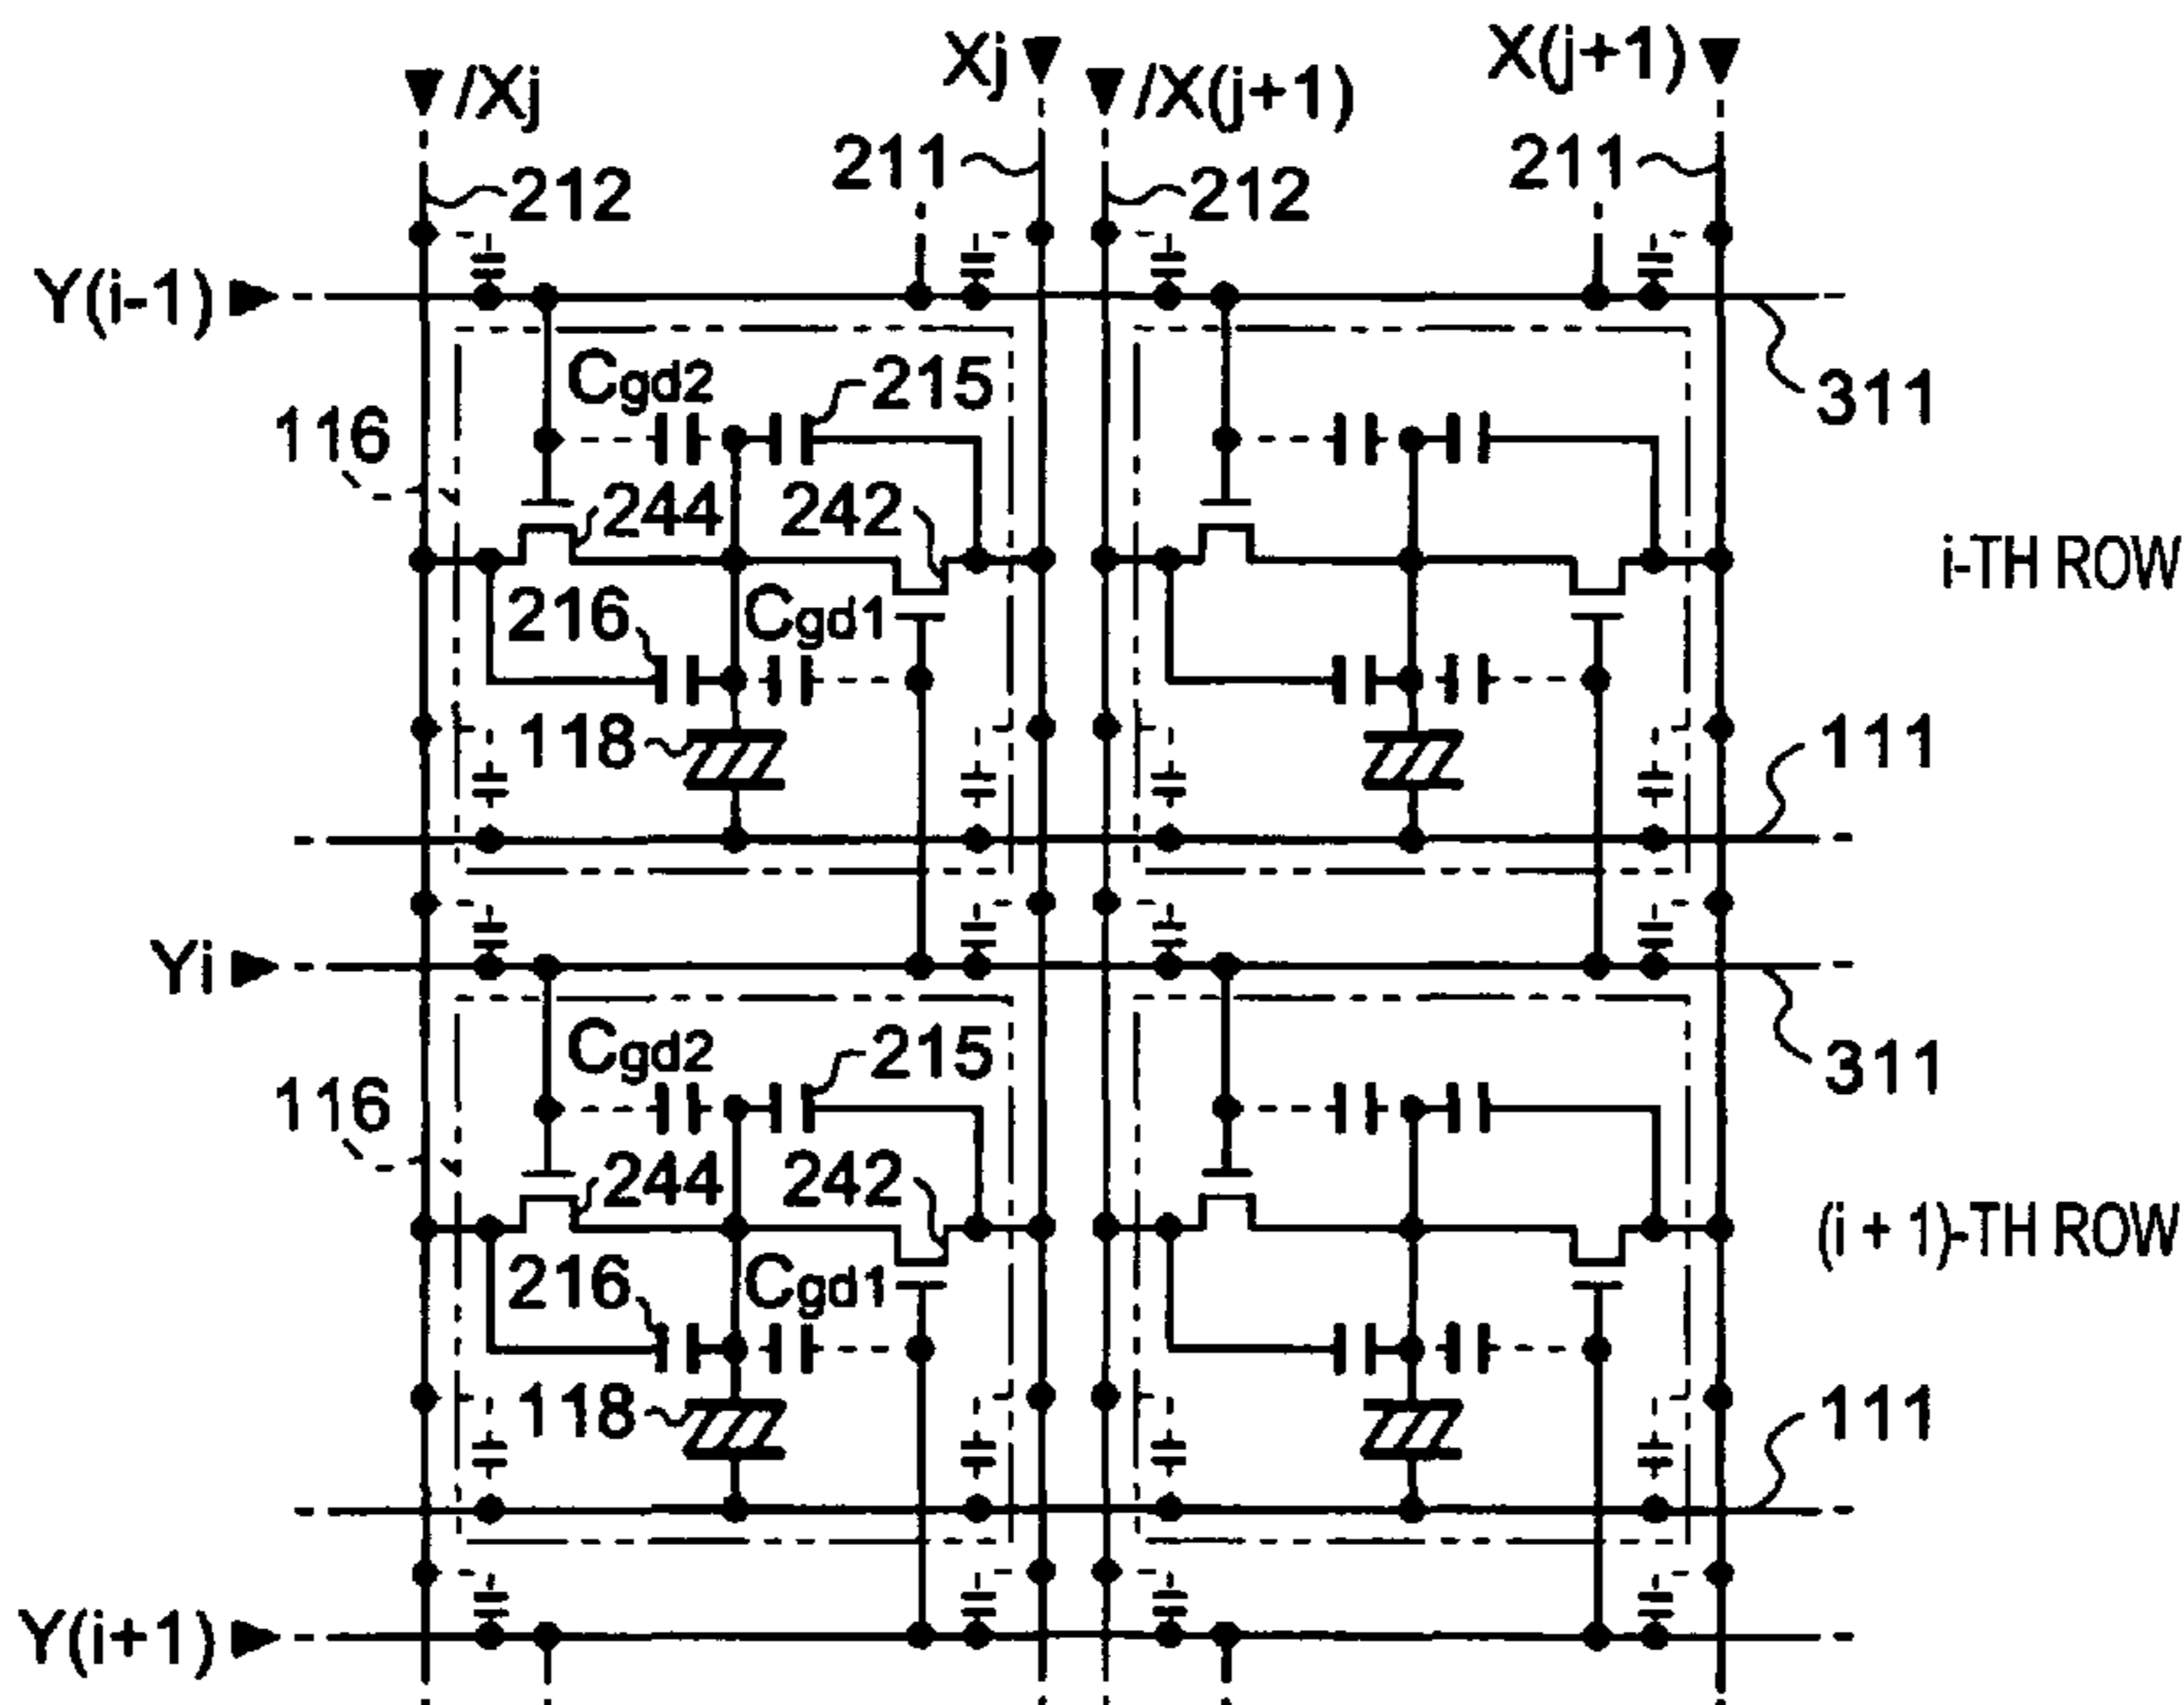 /Xj
Xj
/X(j+1)
X(j+1)
212
211
212
211
Y(i-1)
311
Cgd2
215
116
244
242
i-TH ROW
216
Cgd1
118
111
Yi
311
Cgd2
215
116
244
242
(i + 1)-TH ROW
216
Cgd1
118
111
Y(i+1)